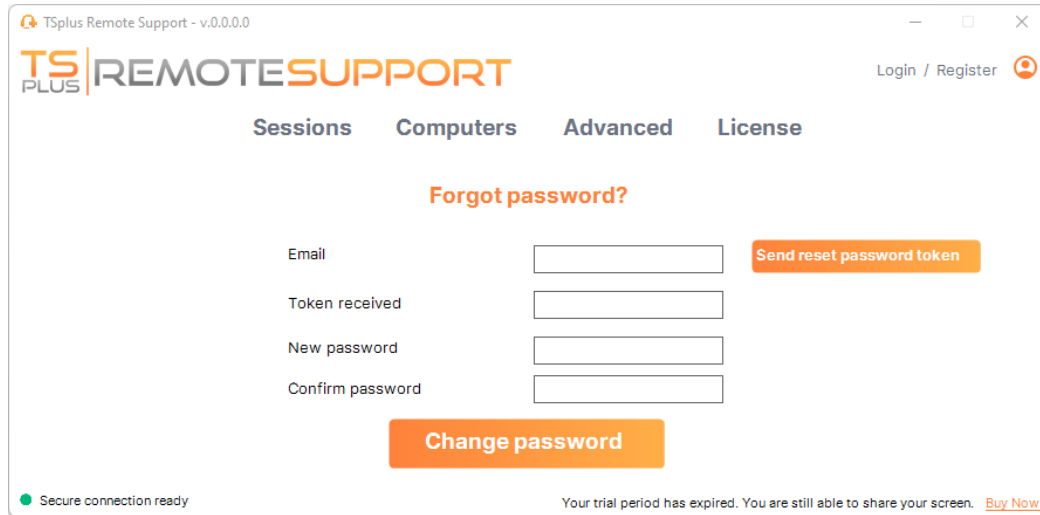 TSplus Remote Support - v.0.0.0.0
TS PLUS REMOTESUPPORT
Login / Register
Sessions Computers Advanced License
Forgot password?
Email
Send reset password token
Token received
New password
Confirm password
Change password
Secure connection ready
Your trial period has expired. You are still able to share your screen. Buy Now